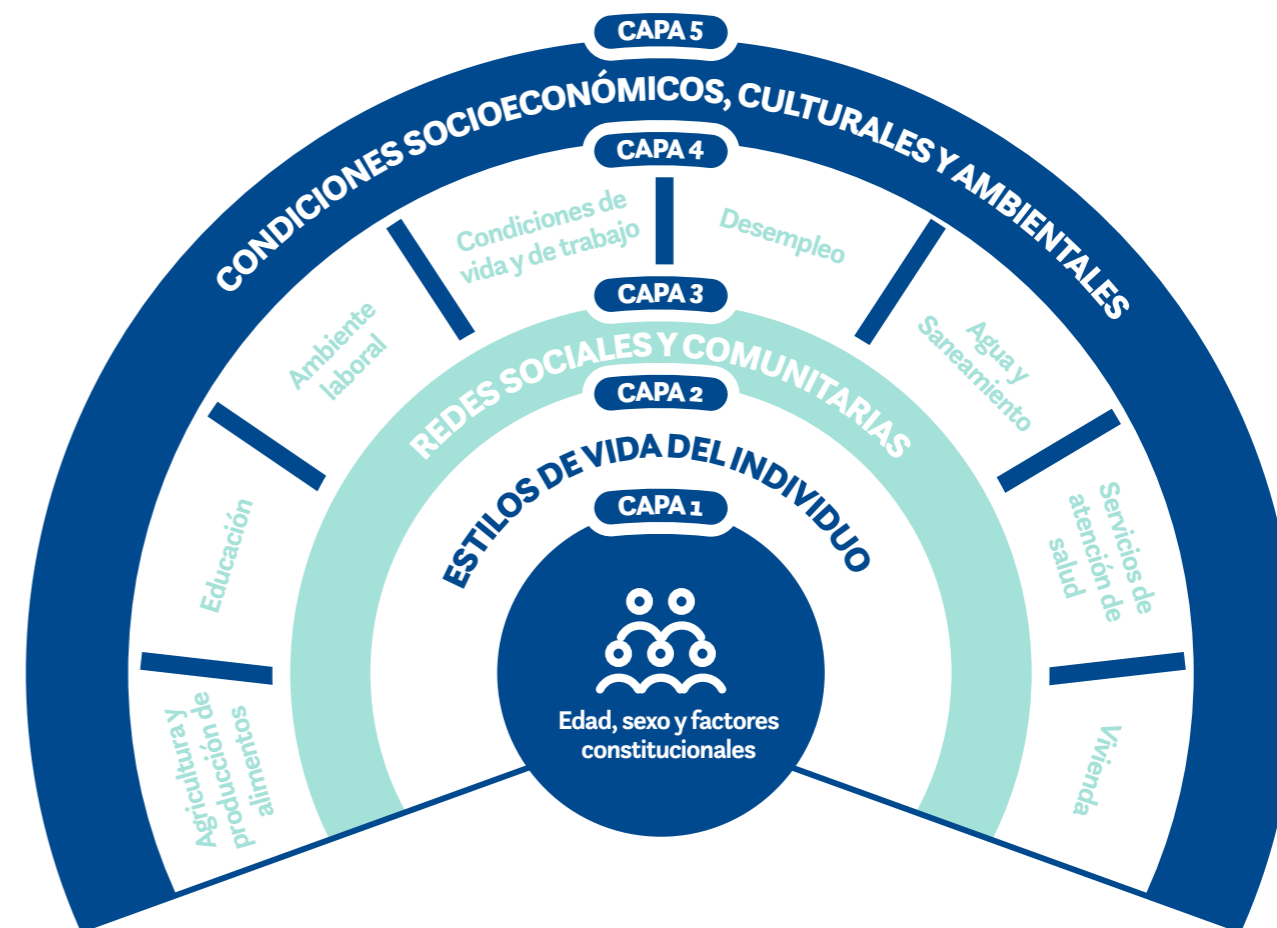 CAPA 5
CONDICIONES SOCIOECONÓMICOS, CULTURALES Y AMBIENTALES
CAPA 4
Agricultura y
producción de
alimentos
Educación
Ambiente
laboral
Condiciones de
vida y de trabajo
Desempleo
Agua y
Saneamiento
Servicios de
atención de
salud
Vivienda
CAPA 3
REDES SOCIALES Y COMUNITARIAS
CAPA 2
ESTILOS DE VIDA DEL INDIVIDUO
CAPA 1
Edad, sexo y factores
constitucionales